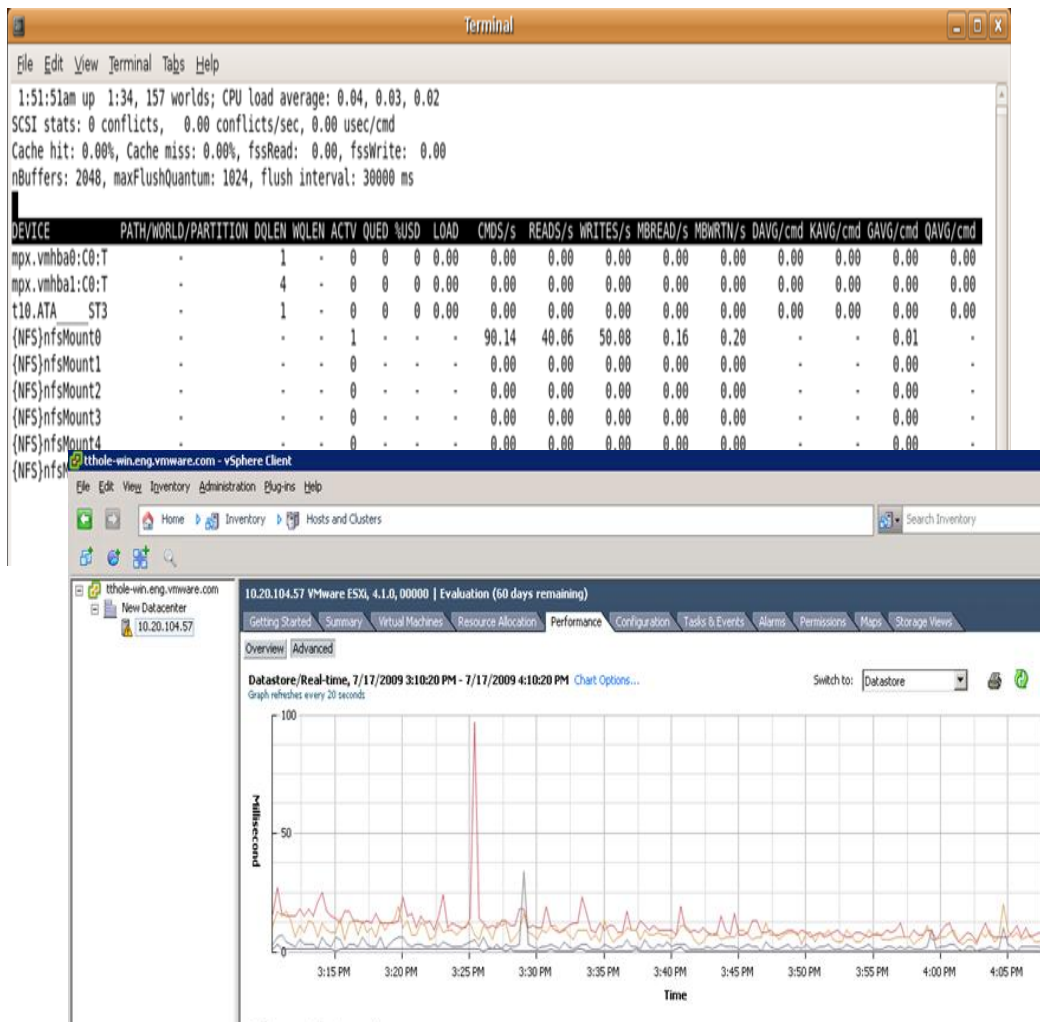 Terminal
File Edit View Terminal Tabs Help
1:51:51am up 1:34, 157 worlds; CPU load average: 0.04, 0.03, 0.02
SCSI stats: 0 conflicts, 0.00 conflicts/sec, 0.00 usec/cmd
Cache hit: 0.00%, Cache miss: 0.00%, fssRead: 0.00, fssWrite: 0.00
nBuffers: 2048, maxFlushQuantum: 1024, flush interval: 30000 ms
DEVICE PATH/WORLD/PARTITION DQLEN WQLEN ACTV QUED %USD LOAD CMDS/s READS/s WRITES/s MBREAD/s MBWRTN/s DAVG/cmd KAVG/cmd GAVG/cmd QAVG/cmd
mpx.vmhba0:C0:T - 1 - 0 0 0 0.00 0.00 0.00 0.00 0.00 0.00 0.00 0.00 0.00 0.00
mpx.vmhba1:C0:T - 4 - 0 0 0 0.00 0.00 0.00 0.00 0.00 0.00 0.00 0.00 0.00 0.00
t10.ATA_____ST3 - 1 - 0 0 0 0.00 0.00 0.00 0.00 0.00 0.00 0.00 0.00 0.00 0.00
{NFS}nfsMount0 - - - 1 - - - 90.14 40.06 50.08 0.16 0.20 - - 0.01 -
{NFS}nfsMount1 - - - 0 - - - 0.00 0.00 0.00 0.00 0.00 - - 0.00 -
{NFS}nfsMount2 - - - 0 - - - 0.00 0.00 0.00 0.00 0.00 - - 0.00 -
{NFS}nfsMount3 - - - 0 - - - 0.00 0.00 0.00 0.00 0.00 - - 0.00 -
{NFS}nfsMount4 - - - 0 - - - 0.00 0.00 0.00 0.00 0.00 - - 0.00 -
{NFS}nfsM
tthole-win.eng.vmware.com - vSphere Client
File Edit View Inventory Administration Plug-ins Help
Home Inventory Hosts and Clusters
Search Inventory
tthole-win.eng.vmware.com
New Datacenter
10.20.104.57
10.20.104.57 VMware ESXi, 4.1.0, 00000 | Evaluation (60 days remaining)
Getting Started Summary Virtual Machines Resource Allocation Performance Configuration Tasks & Events Alarms Permissions Maps Storage Views
Overview Advanced
Datastore/Real-time, 7/17/2009 3:10:20 PM - 7/17/2009 4:10:20 PM Chart Options...
Switch to: Datastore
Graph refreshes every 20 seconds
100
50
0
Millisecond
3:15 PM 3:20 PM 3:25 PM 3:30 PM 3:35 PM 3:40 PM 3:45 PM 3:50 PM 3:55 PM 4:00 PM 4:05 PM
Time